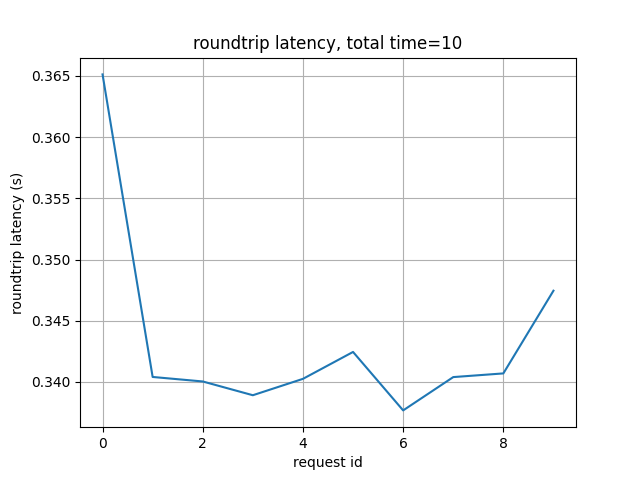 roundtrip latency, total time=10
0.365
0.360
0.355
0.350
0.345
0.340
roundtrip latency (s)
0 2 4 6 8
request id